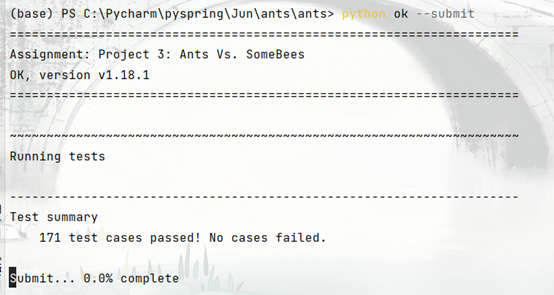 (base) PS C:\Pycharm\pyspring\Jun\ants\ants> python ok --submit
=====================================================================
Assignment: Project 3: Ants Vs. SomeBees
OK, version v1.18.1
=====================================================================
~~~~~~~~~~~~~~~~~~~~~~~~~~~~~~~~~~~~~~~~~~~~~~~~~~~~~~~~~~~~~~~~~~~~~
Running tests
---------------------------------------------------------------------
Test summary
    171 test cases passed! No cases failed.
Submit... 0.0% complete